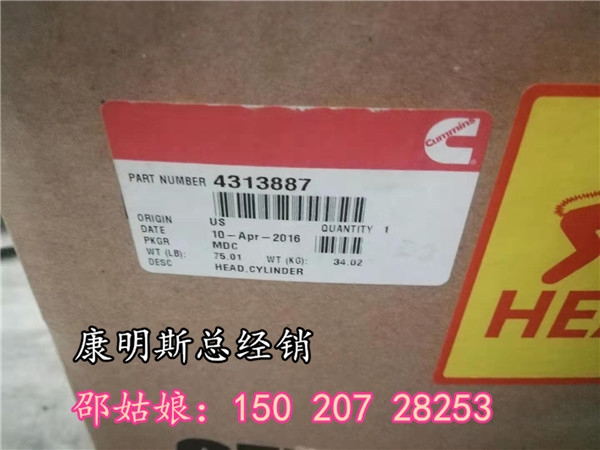 Cummins
PART NUMBER 4313887
ORIGIN US QUANTITY 1
DATE 10-Apr-2016
PKGR MDC
WT (LB): 75.01 WT (KG): 34.02
DESC HEAD,CYLINDER
康明斯总经销
邵姑娘：150 207 28253